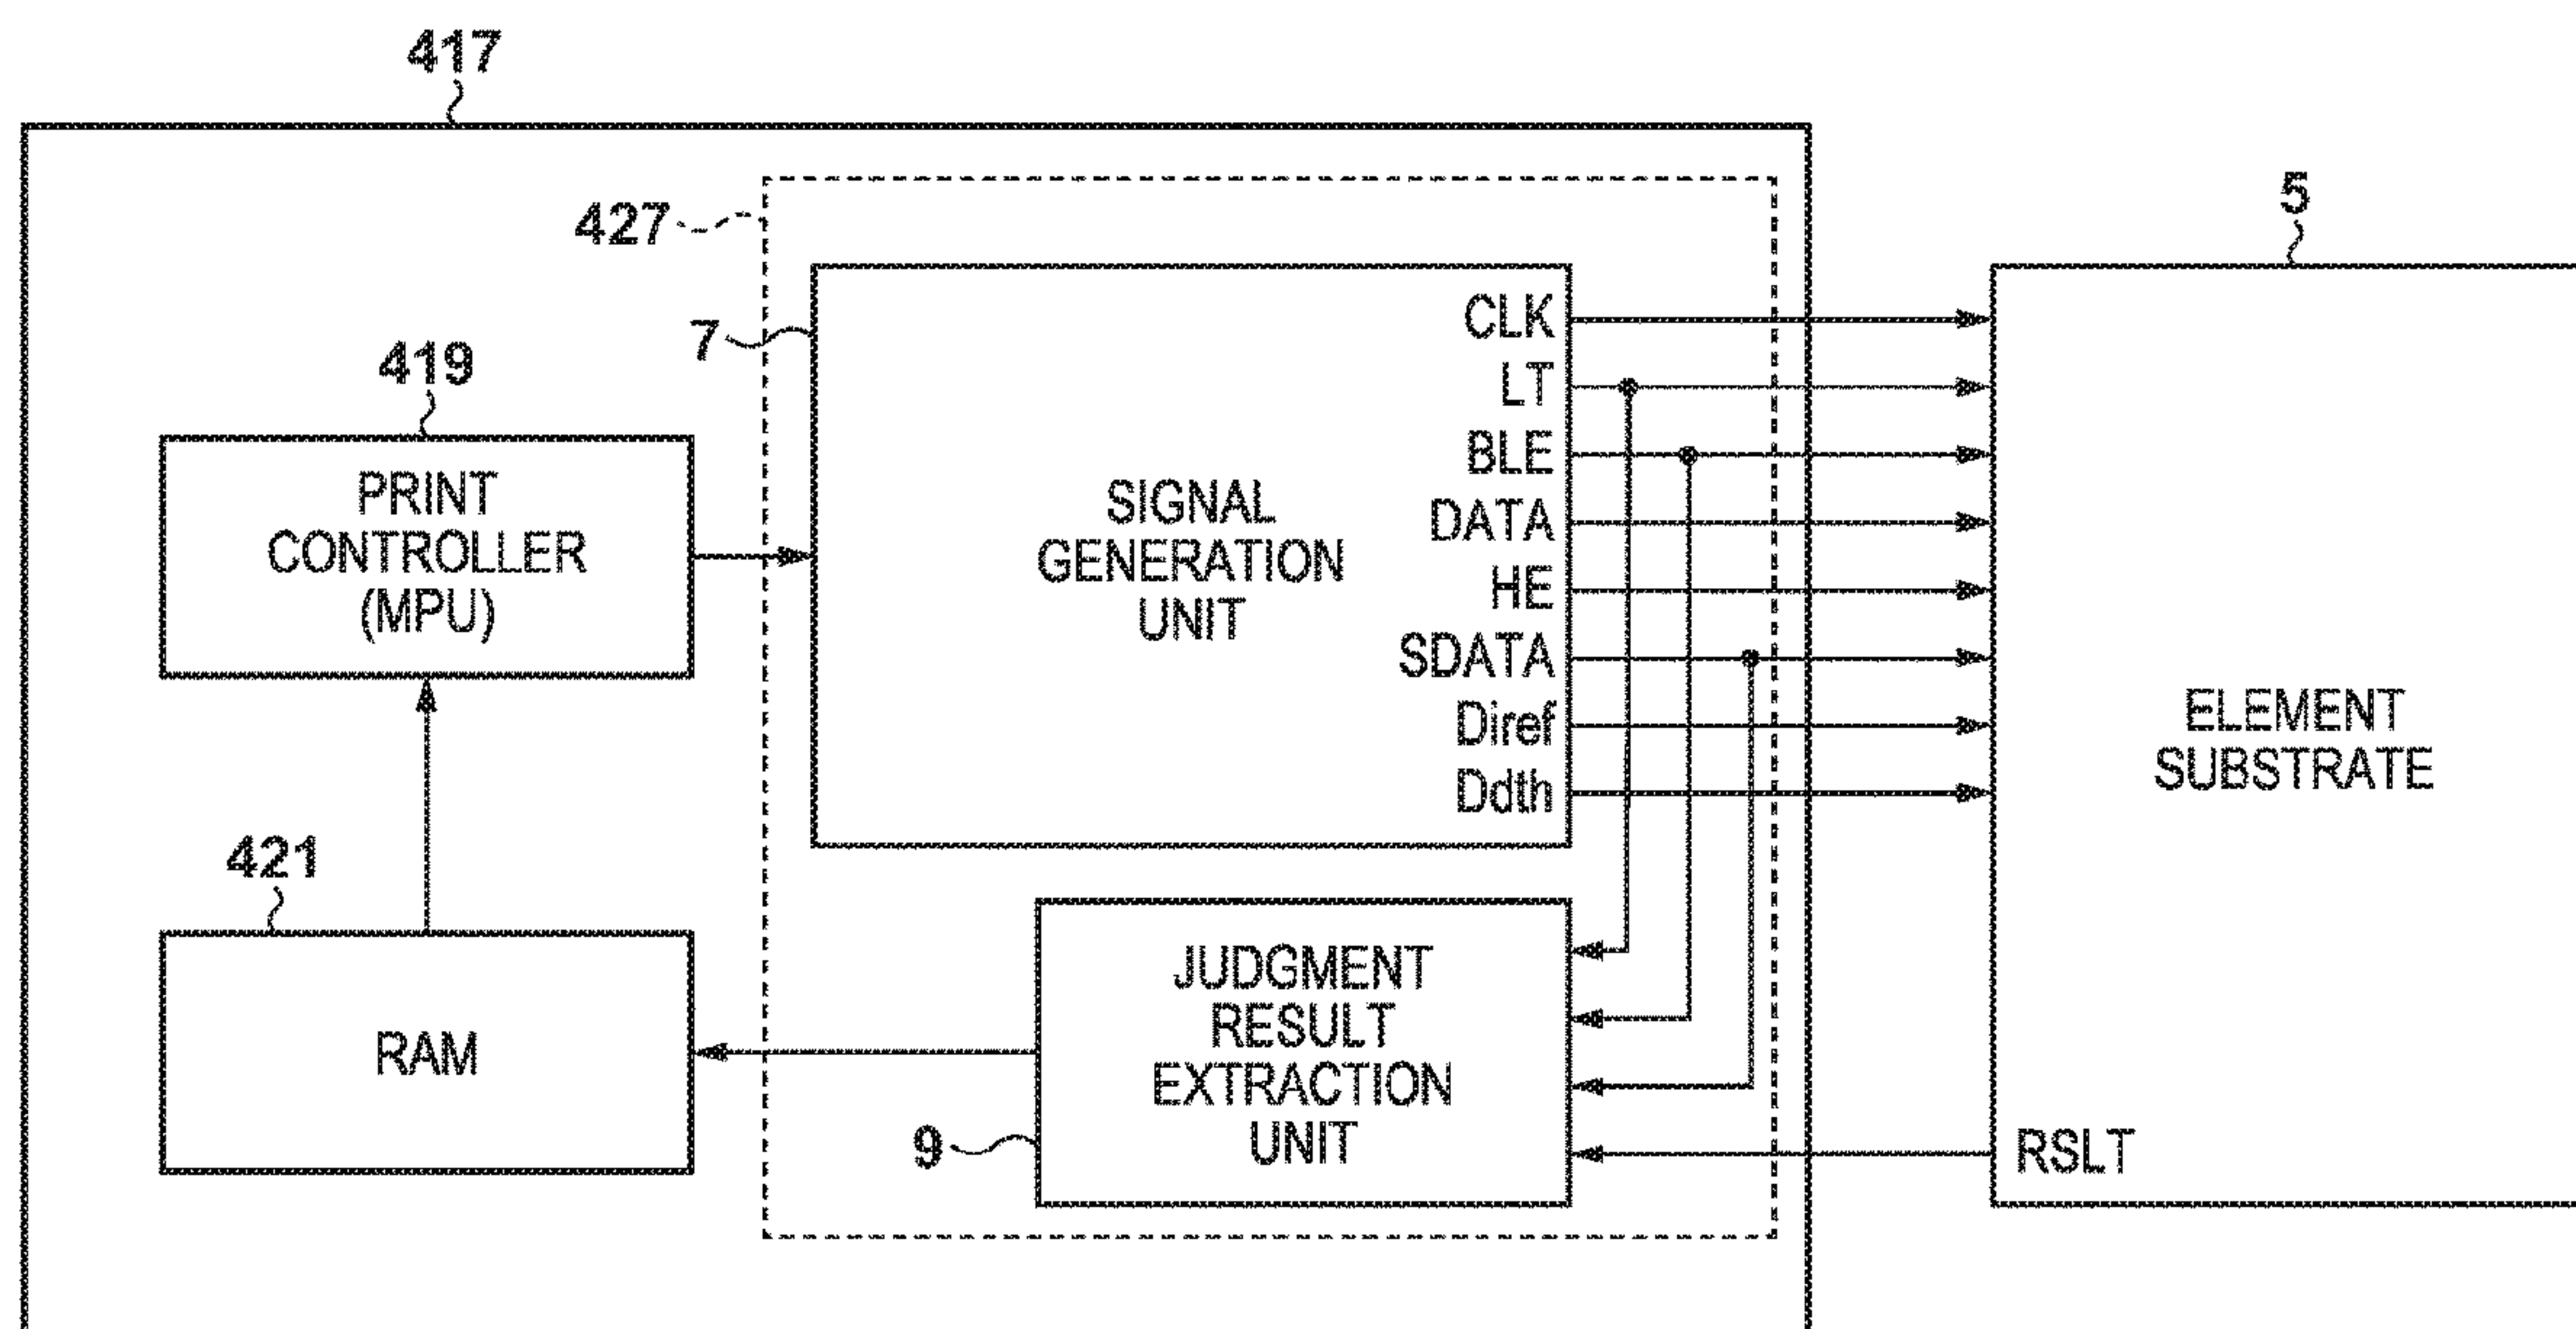 417
427
5
7
419
PRINT
CONTROLLER
(MPU)
SIGNAL
GENERATION
UNIT
CLK
LT
BLE
DATA
HE
SDATA
Diref
Ddth
ELEMENT
SUBSTRATE
421
RAM
JUDGMENT
RESULT
EXTRACTION
UNIT
9
RSLT